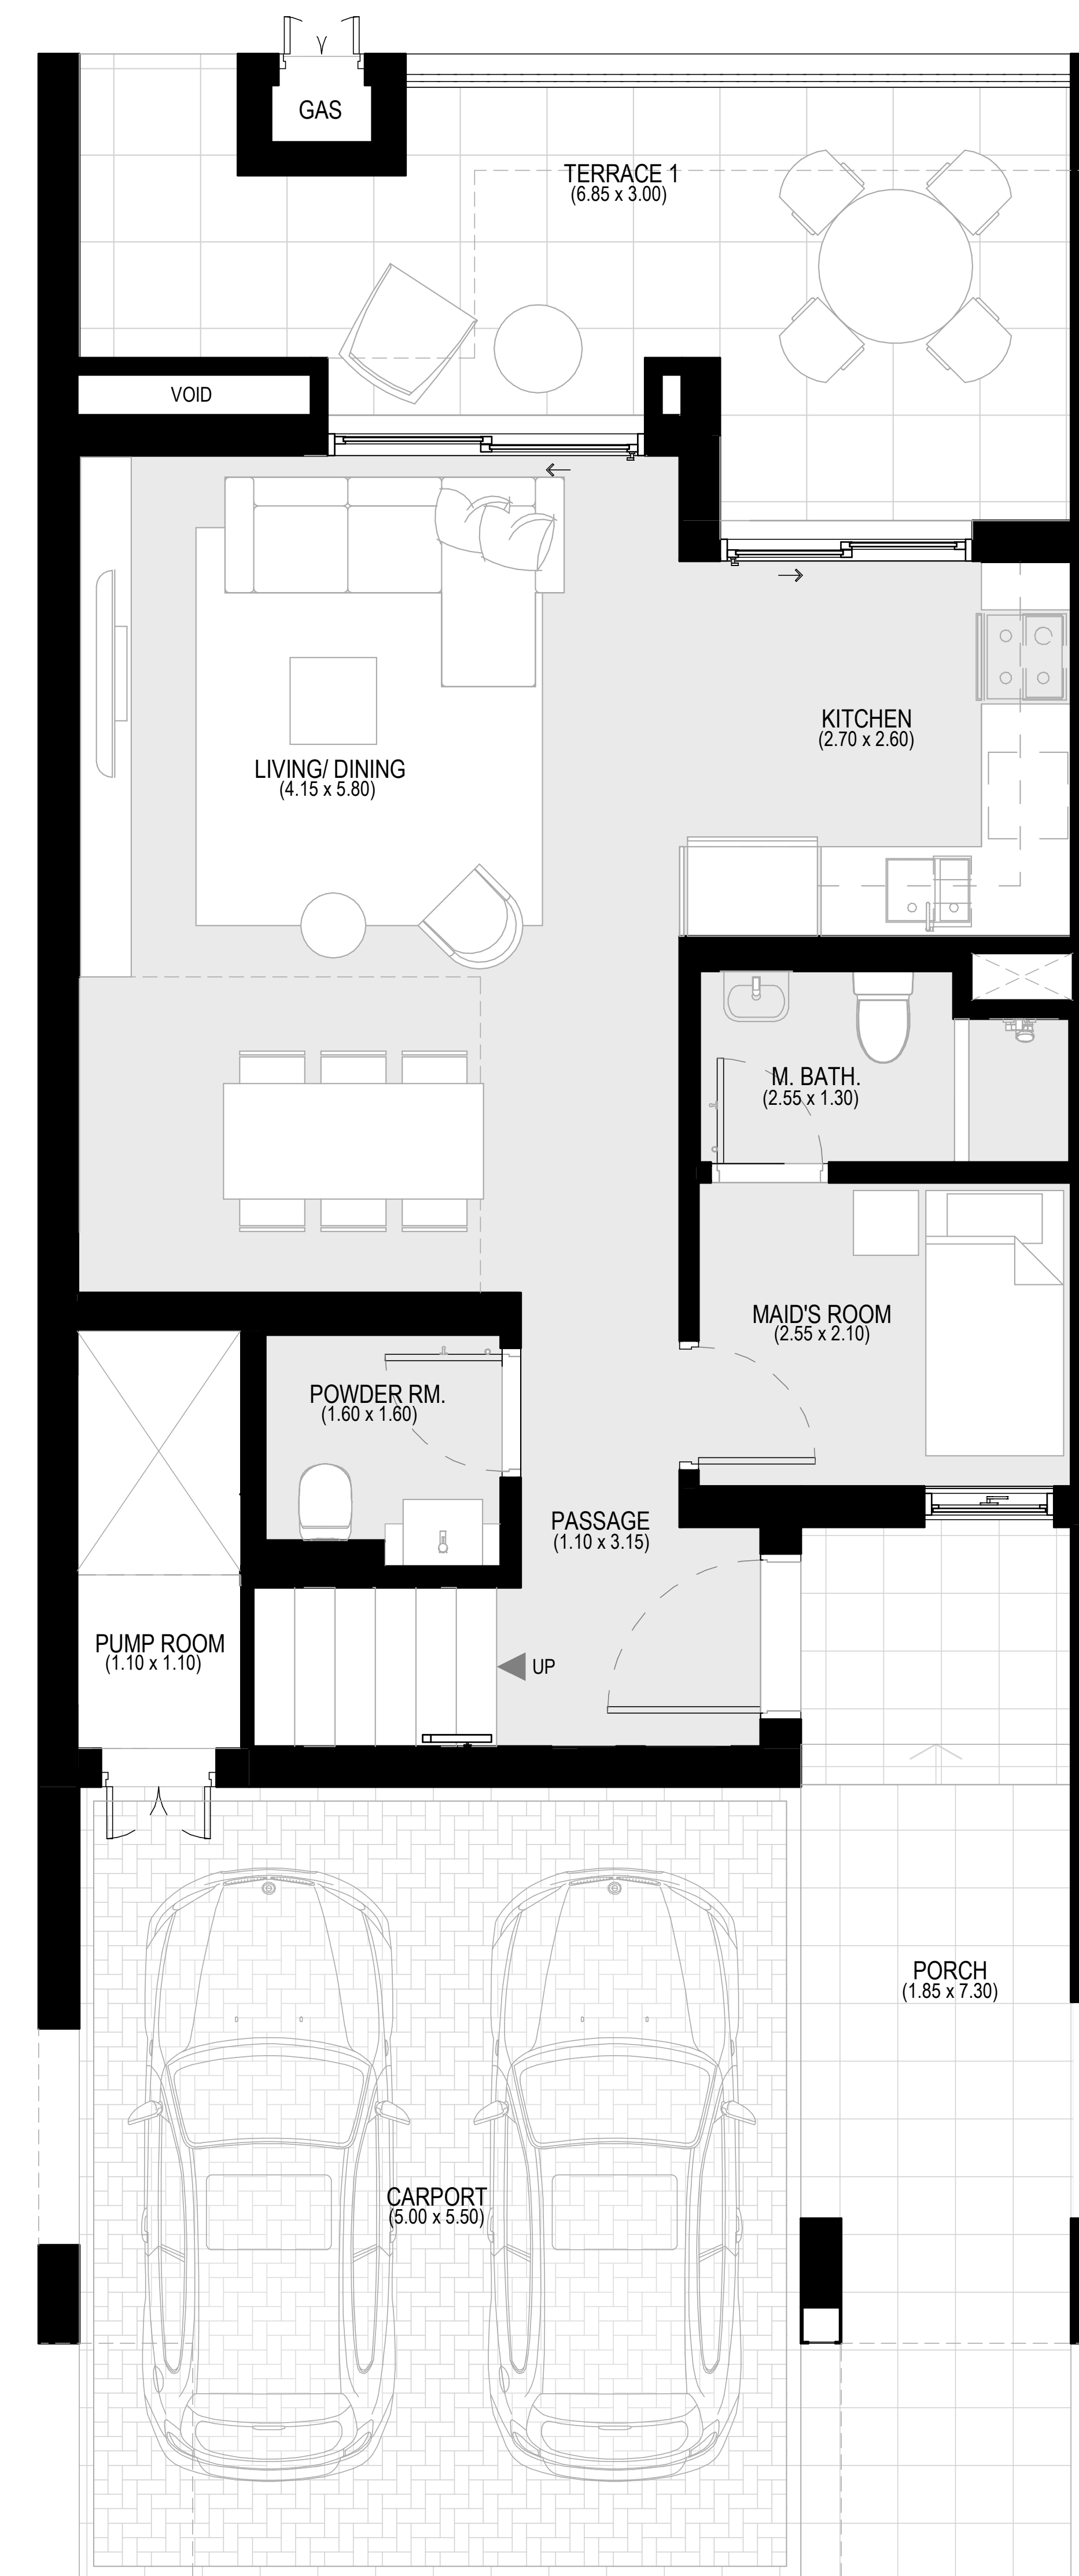 GAS
TERRACE 1
(6.85 x 3.00)
VOID
KITCHEN
(2.70 x 2.60)
LIVING/ DINING
(4.15 x 5.80)
M. BATH.
(2.55 x 1.30)
MAID'S ROOM
(2.55 x 2.10)
POWDER RM.
(1.60 x 1.60)
PASSAGE
(1.10 x 3.15)
PUMP ROOM
(1.10 x 1.10)
UP
PORCH
(1.85 x 7.30)
CARPORT
(5.00 x 5.50)